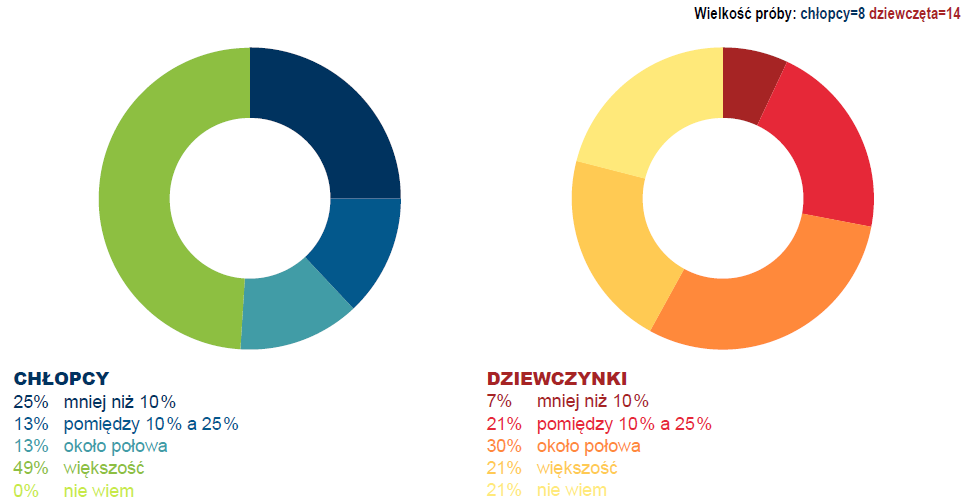 Wielkość próby: chłopcy=8 dziewczęta=14
CHŁOPCY
25% mniej niż 10%
13% pomiędzy 10% a 25%
13% około połowa
49% większość
0% nie wiem
DZIEWCZYNKI
7% mniej niż 10%
21% pomiędzy 10% a 25%
30% około połowa
21% większość
21% nie wiem